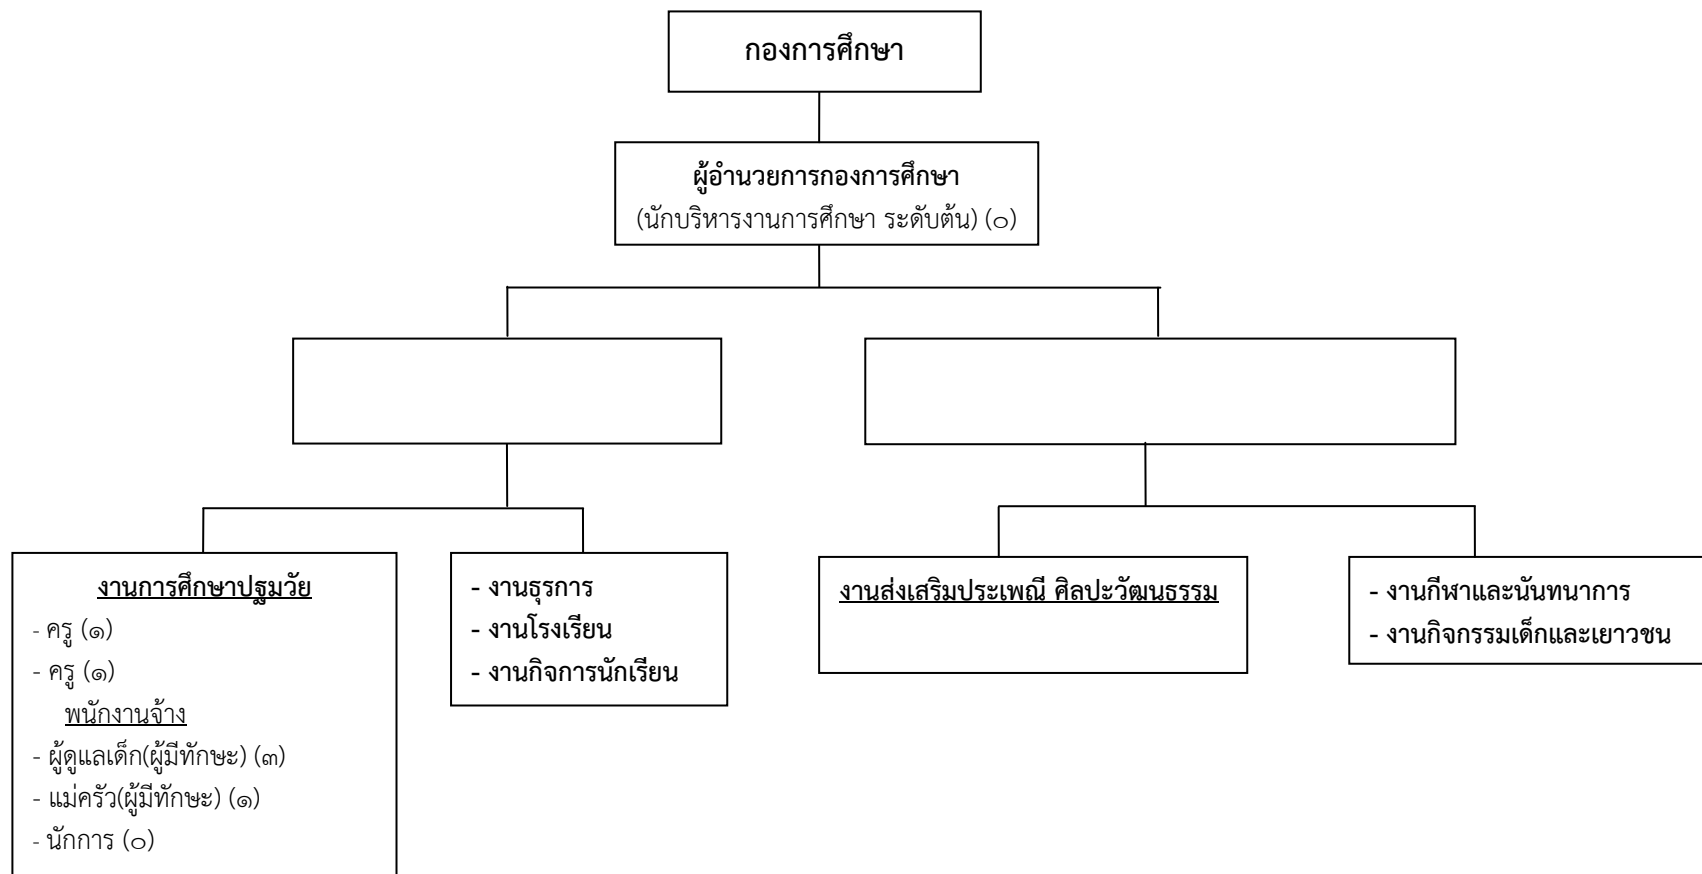 กองการศึกษา
ผู้อำนวยการกองการศึกษา
(นักบริหารงานการศึกษา ระดับต้น) (๐)
งานการศึกษาปฐมวัย
- ครู (๑)
- ครู (๑)
พนักงานจ้าง
- ผู้ดูแลเด็ก(ผู้มีทักษะ) (๓)
- แม่ครัว(ผู้มีทักษะ) (๑)
- นักการ (๐)
- งานธุรการ
- งานโรงเรียน
- งานกิจการนักเรียน
งานส่งเสริมประเพณี ศิลปะวัฒนธรรม
- งานกีฬาและนันทนาการ
- งานกิจกรรมเด็กและเยาวชน